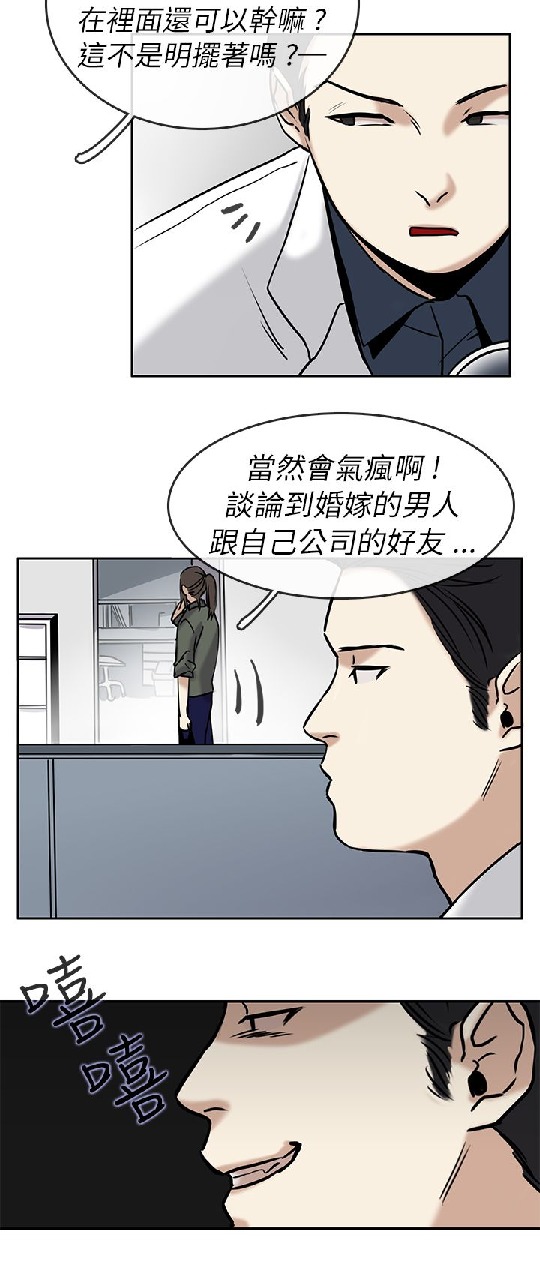 在裡面還可以幹嘛？
這不是明擺著嗎？—
當然會氣瘋啊！
談論到婚嫁的男人
跟自己公司的好友...
嘻
嘻